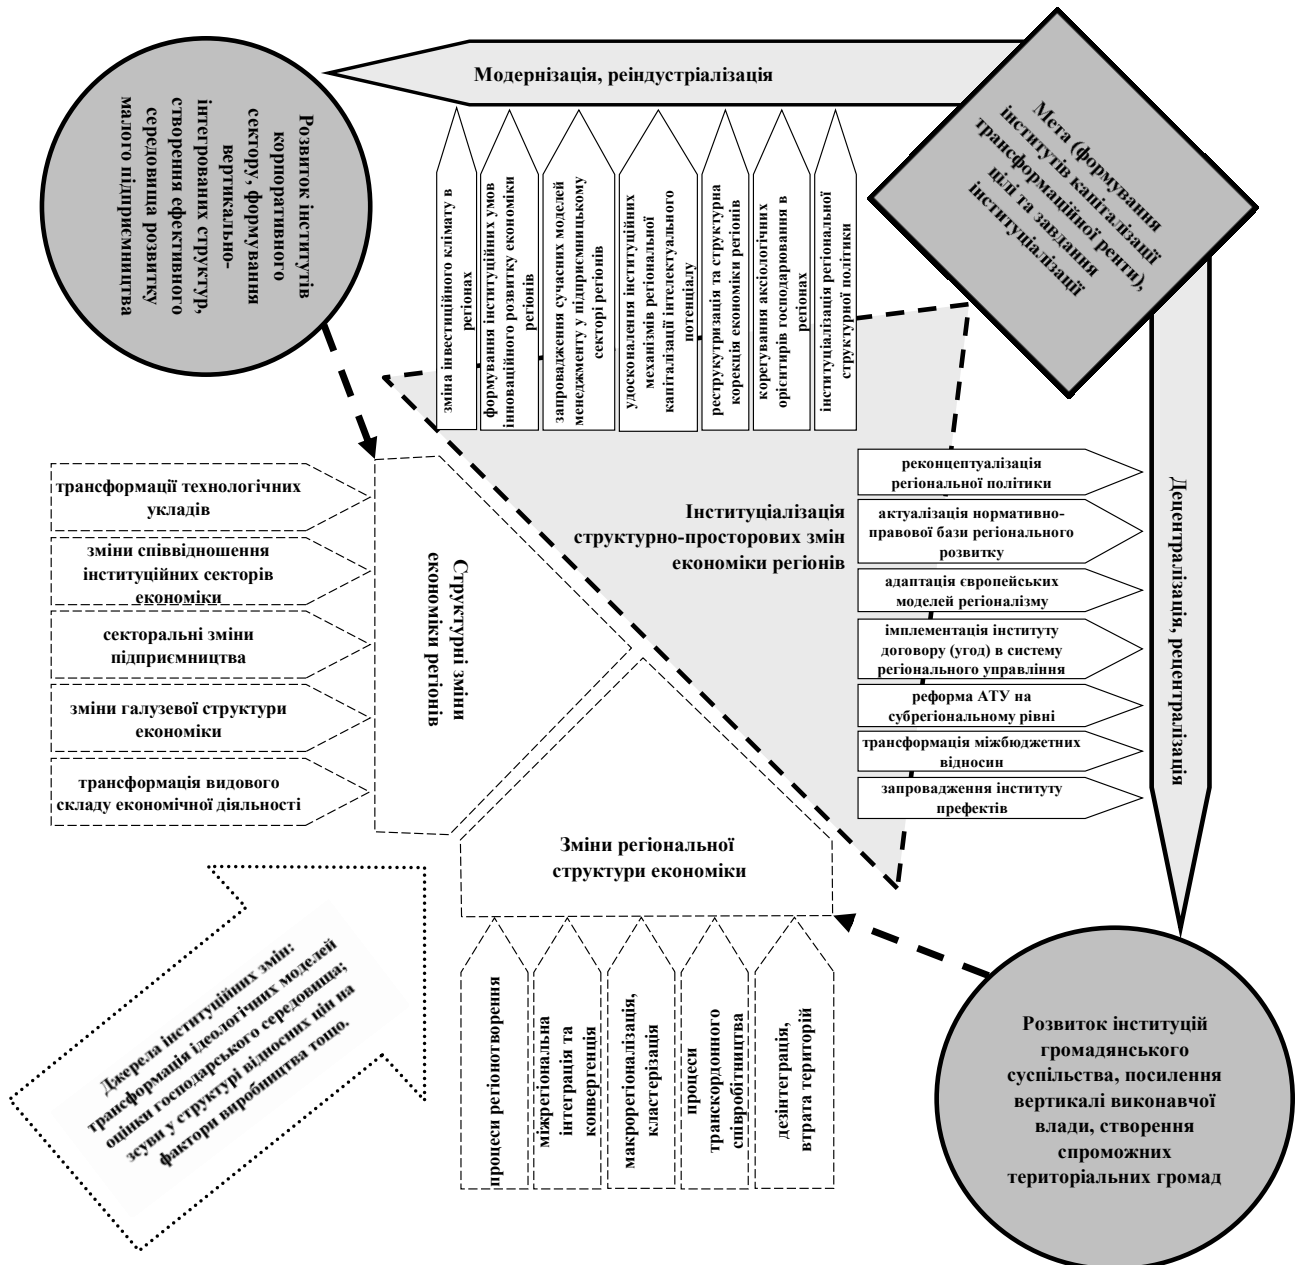 Модернізація, реіндустріалізація
Розвиток інститутів
корпоративного
сектору, формування
вертикально-
інтегрованих структур,
створення ефективного
середовища розвитку
малого підприємництва
Мета (формування
інститутів капіталізації
трансформаційної ренти),
цілі та завдання
інституціалізації
зміна інвестиційного клімату в
регіонах
формування інституційних умов
інноваційного розвитку економіки
регіонів
запровадження сучасних моделей
менеджменту у підприємницькому
секторі регіонів
удосконалення інституційних
механізмів регіональної
капіталізації інтелектуального
потенціалу
реструкутризація та структурна
корекція економіки регіонів
корегування аксіологічних
орієнтирів господарювання в
регіонах
інституціалізація регіональної
структурної політики
Децентралізація, рецентралізація
Інституціалізація
структурно-просторових змін
економіки регіонів
реконцептуалізація
регіональної політики
актуалізація нормативно-
правової бази регіонального
розвитку
адаптація європейських
моделей регіоналізму
імплементація інституту
договору (угод) в систему
регіонального управління
реформа АТУ на
субрегіональному рівні
трансформація міжбюджетних
відносин
запровадження інституту
префектів
трансформації технологічних
укладів
зміни співвідношення
інституційних секторів
економіки
секторальні зміни
підприємництва
зміни галузевої структури
економіки
трансформація видового
складу економічної діяльності
Структурні зміни
економіки регіонів
Зміни регіональної
структури економіки
Джерела інституційних змін:
трансформація ідеологічних моделей
оцінки господарського середовища;
зсуви у структурі відносних цін на
фактори виробництва тощо.
процеси регіонотворення
міжрегіональна
інтеграція та
конвергенція
макрорегіоналізація,
кластерізація
процеси
транскордонного
співробітництва
дезінтеграція,
втрата територій
Розвиток інституцій
громадянського
суспільства, посилення
вертикалі виконавчої
влади, створення
спроможних
територіальних громад